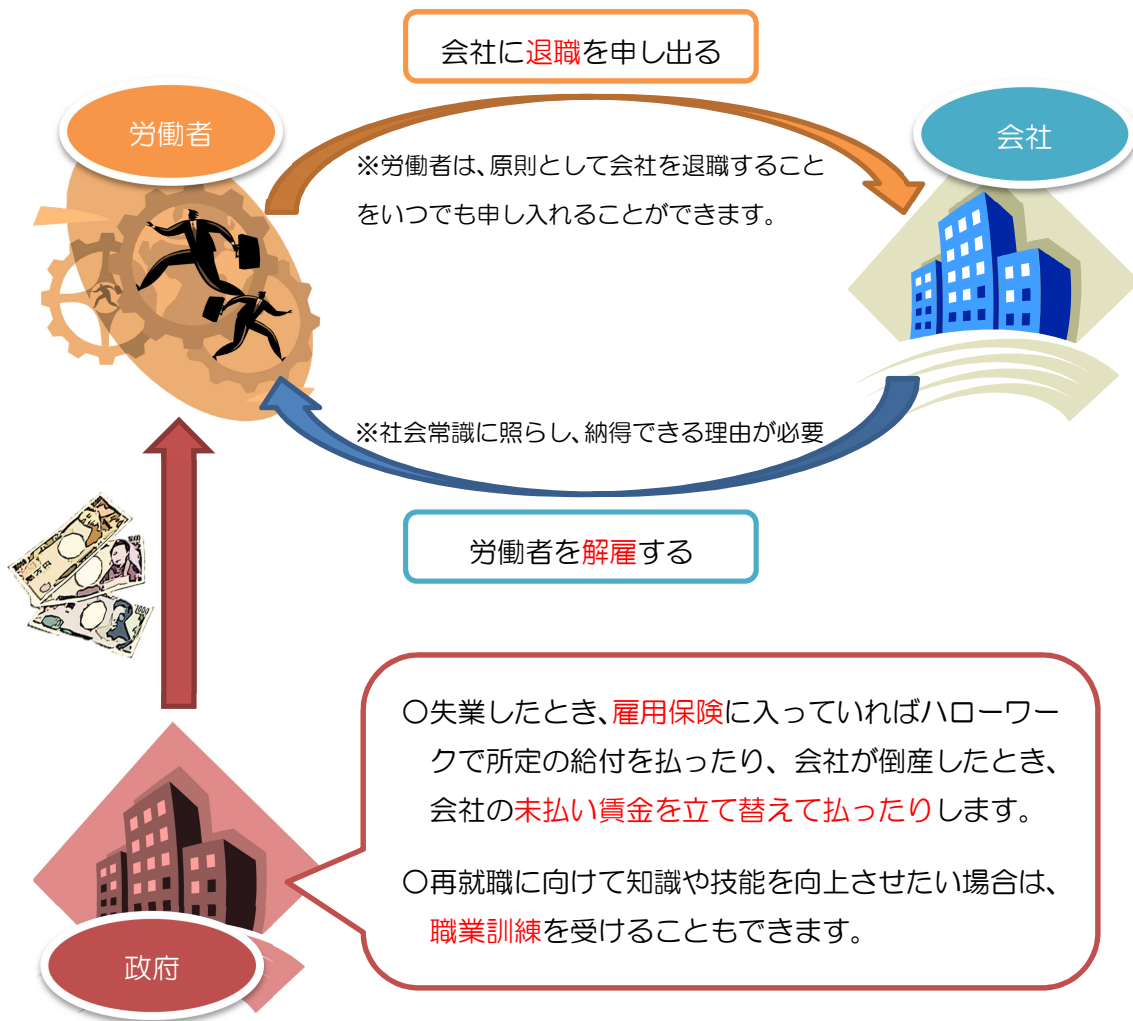 会社に退職を申し出る
労働者
会社
※労働者は、原則として会社を退職すること
をいつでも申し入れることができます。
※社会常識に照らし、納得できる理由が必要
労働者を解雇する
〇失業したとき、雇用保険に入っていればハローワー
クで所定の給付を払ったり、会社が倒産したとき、
会社の未払い賃金を立て替えて払ったりします。
〇再就職に向けて知識や技能を向上させたい場合は、
職業訓練を受けることもできます。
政府